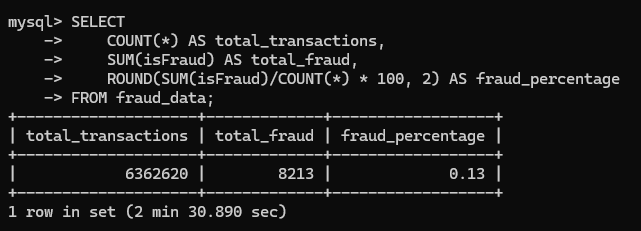 mysql> SELECT
    ->     COUNT(*) AS total_transactions,
    ->     SUM(isFraud) AS total_fraud,
    ->     ROUND(SUM(isFraud)/COUNT(*) * 100, 2) AS fraud_percentage
    -> FROM fraud_data;
+--------------------+-------------+------------------+
| total_transactions | total_fraud | fraud_percentage |
+--------------------+-------------+------------------+
|            6362620 |        8213 |             0.13 |
+--------------------+-------------+------------------+
1 row in set (2 min 30.890 sec)